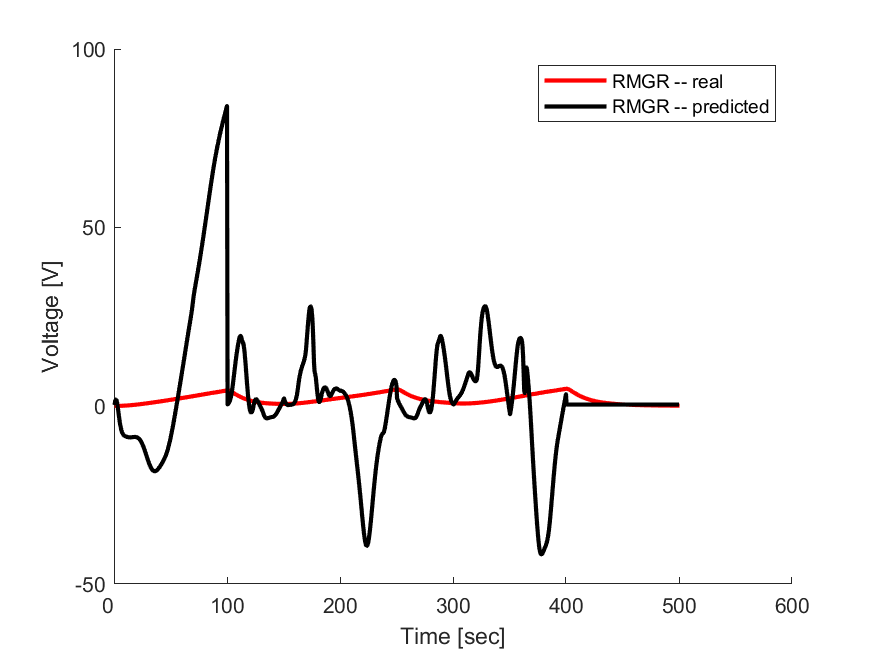 100
50
0
-50
Voltage [V]
RMGR -- real
RMGR -- predicted
0 100 200 300 400 500 600
Time [sec]